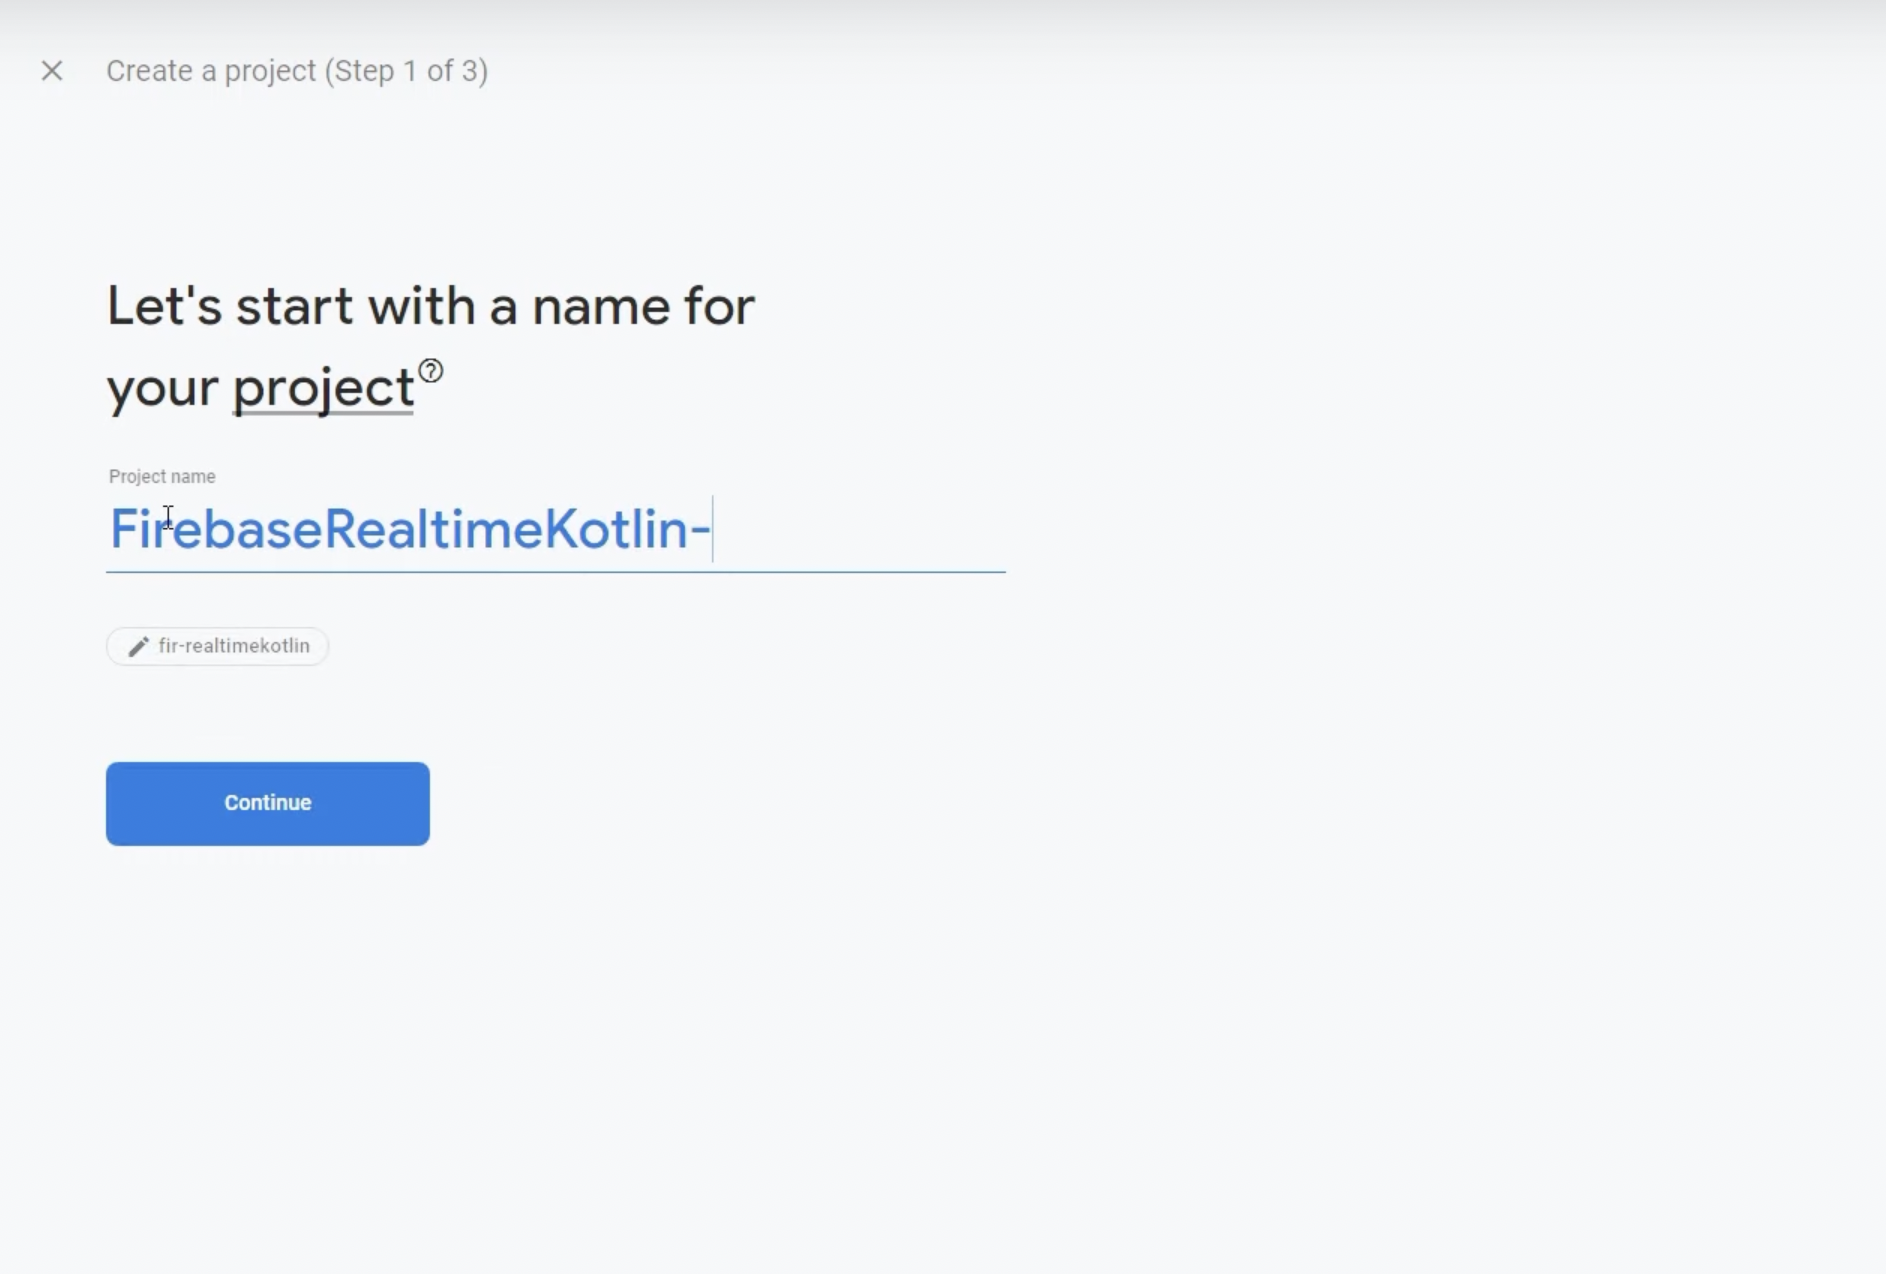 Create a project (Step 1 of 3)
Let's start with a name for
your project
Project name
FirebaseRealtimeKotlin-
fir-realtimekotlin
Continue